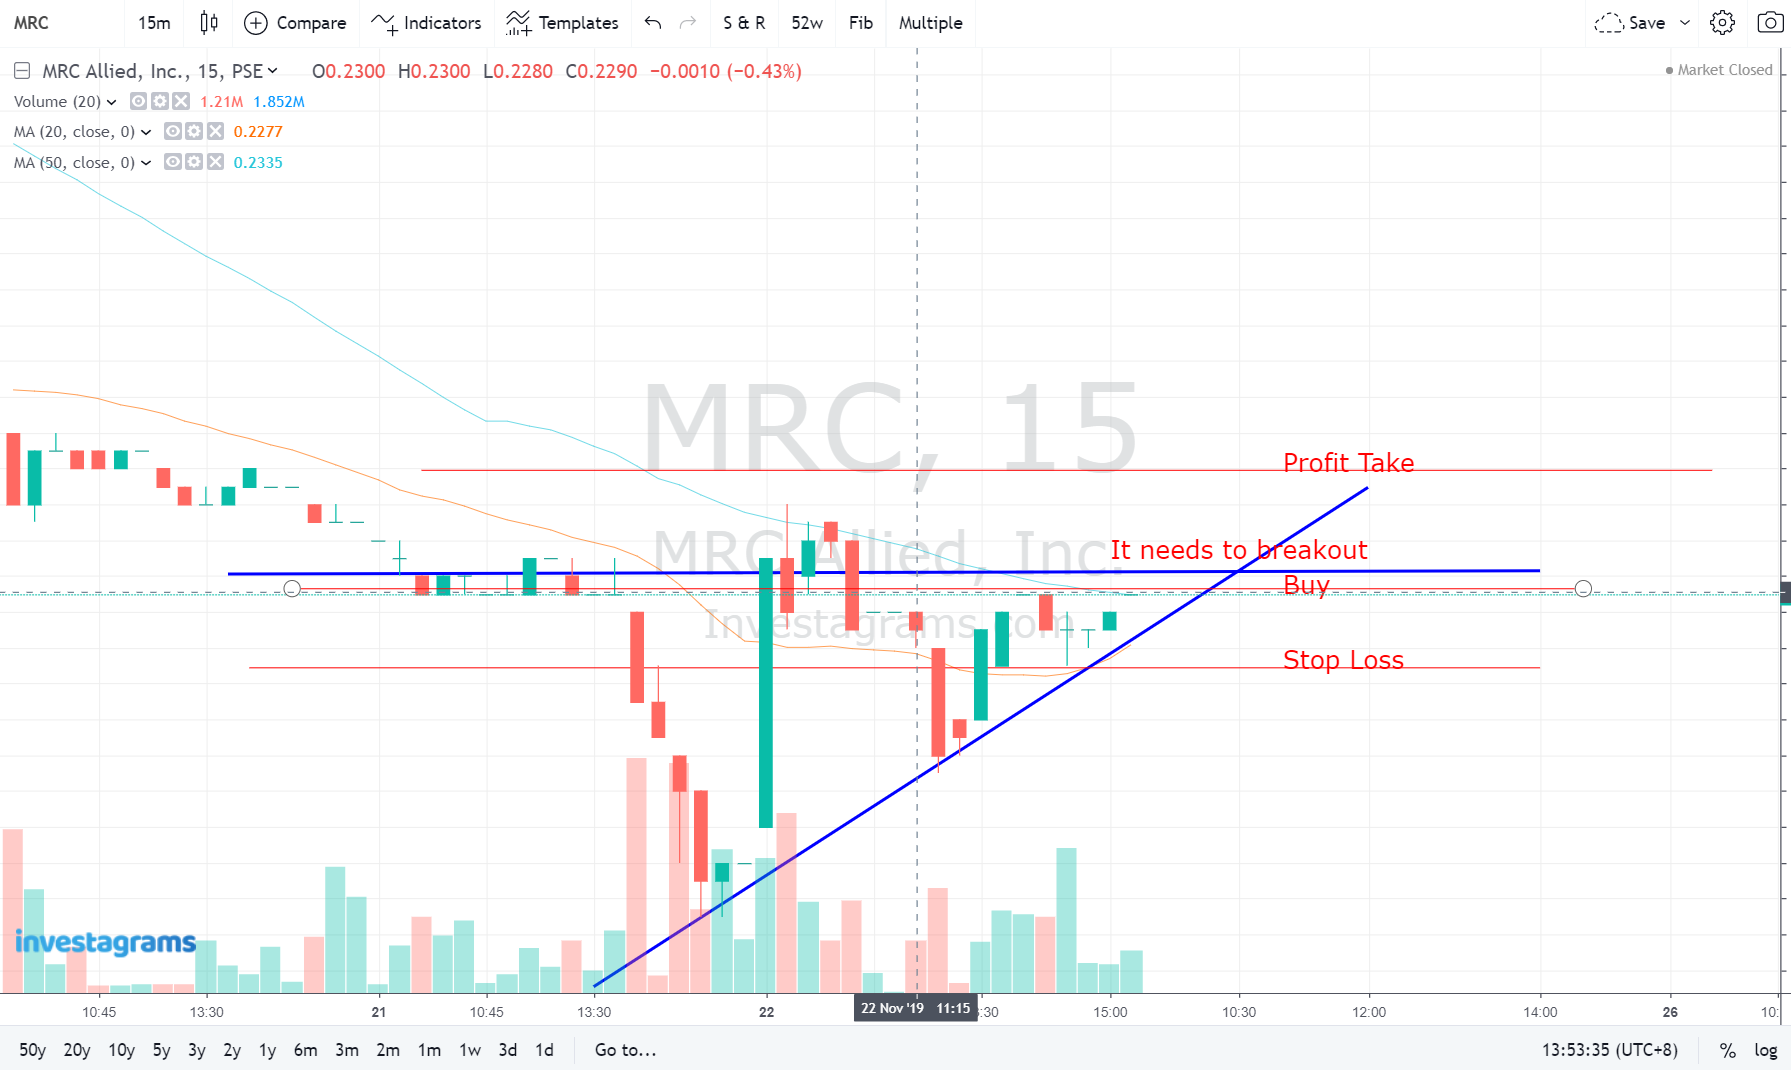 MRC 15m Compare Indicators Templates S & R 52w Fib Multiple Save
MRC Allied, Inc., 15, PSE O0.2300 H0.2300 L0.2280 C0.2290 −0.0010 (−0.43%) Market Closed
Volume (20) 1.21M 1.852M
MA (20, close, 0) 0.2277
MA (50, close, 0) 0.2335
MRC, 15
Profit Take
MRC Allied, Inc.
It needs to breakout
Buy
Investagrams.com
Stop Loss
investagrams
10:45 13:30 21 10:45 13:30 22 22 Nov '19 11:15 :30 15:00 10:30 12:00 14:00 26 10:
50y 20y 10y 5y 3y 2y 1y 6m 3m 2m 1m 1w 3d 1d Go to... 13:53:35 (UTC+8) % log